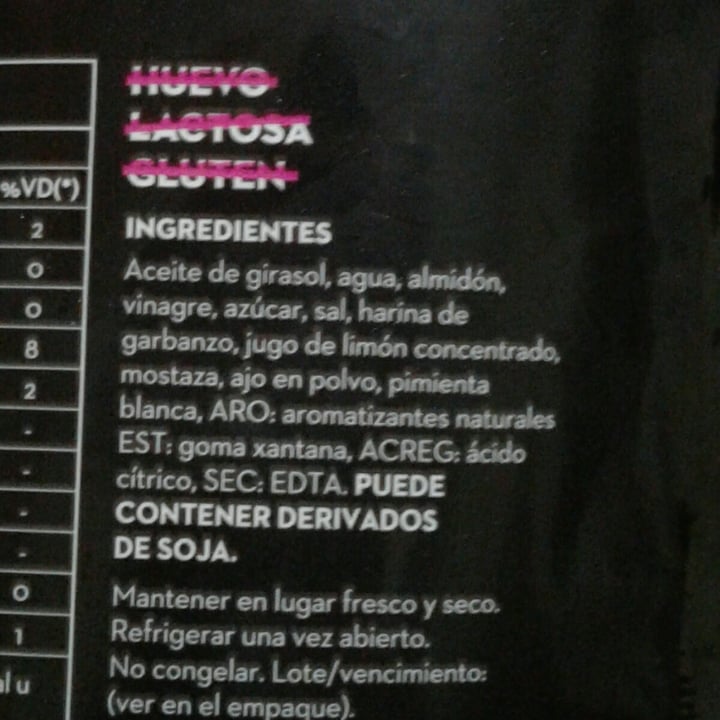 HUEVO
LACTOSA
GLUTEN
%VD(*)
2
0
0
8
2
-
-
-
-
0
1
al u
INGREDIENTES
Aceite de girasol, agua, almidón,
vinagre, azúcar, sal, harina de
garbanzo, jugo de limón concentrado,
mostaza, ajo en polvo, pimienta
blanca, ARO: aromatizantes naturales
EST: goma xantana, ACREG: ácido
cítrico, SEC: EDTA. PUEDE
CONTENER DERIVADOS
DE SOJA.
Mantener en lugar fresco y seco.
Refrigerar una vez abierto.
No congelar. Lote/vencimiento:
(ver en el empaque).